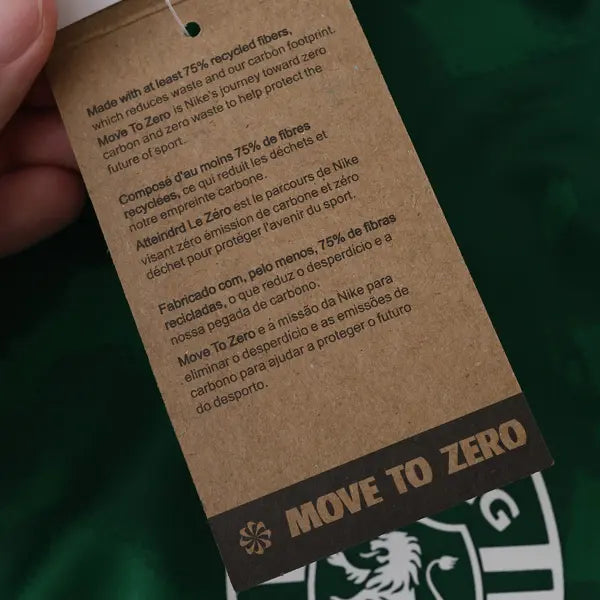 Made with at least 75% recycled fibers,
which reduces waste and our carbon footprint.
Move To Zero is Nike's journey toward zero
carbon and zero waste to help protect the
future of sport.
Composé d'au moins 75% de fibres
recyclées, ce qui reduit les déchets et
notre empreinte carbone.
Atteindrd Le Zéro est le parcours de Nike
visant zéro émission de carbone et zéro
déchet pour protéger l'avenir du sport.
Fabricado com, pelo menos, 75% de fibras
recicladas, o que reduz o desperdício e a
nossa pegada de carbono.
Move To Zero e a missão da Nike para
eliminar o desperdício e as emissões de
carbono para ajudar a proteger o futuro
do desporto.
MOVE TO ZERO